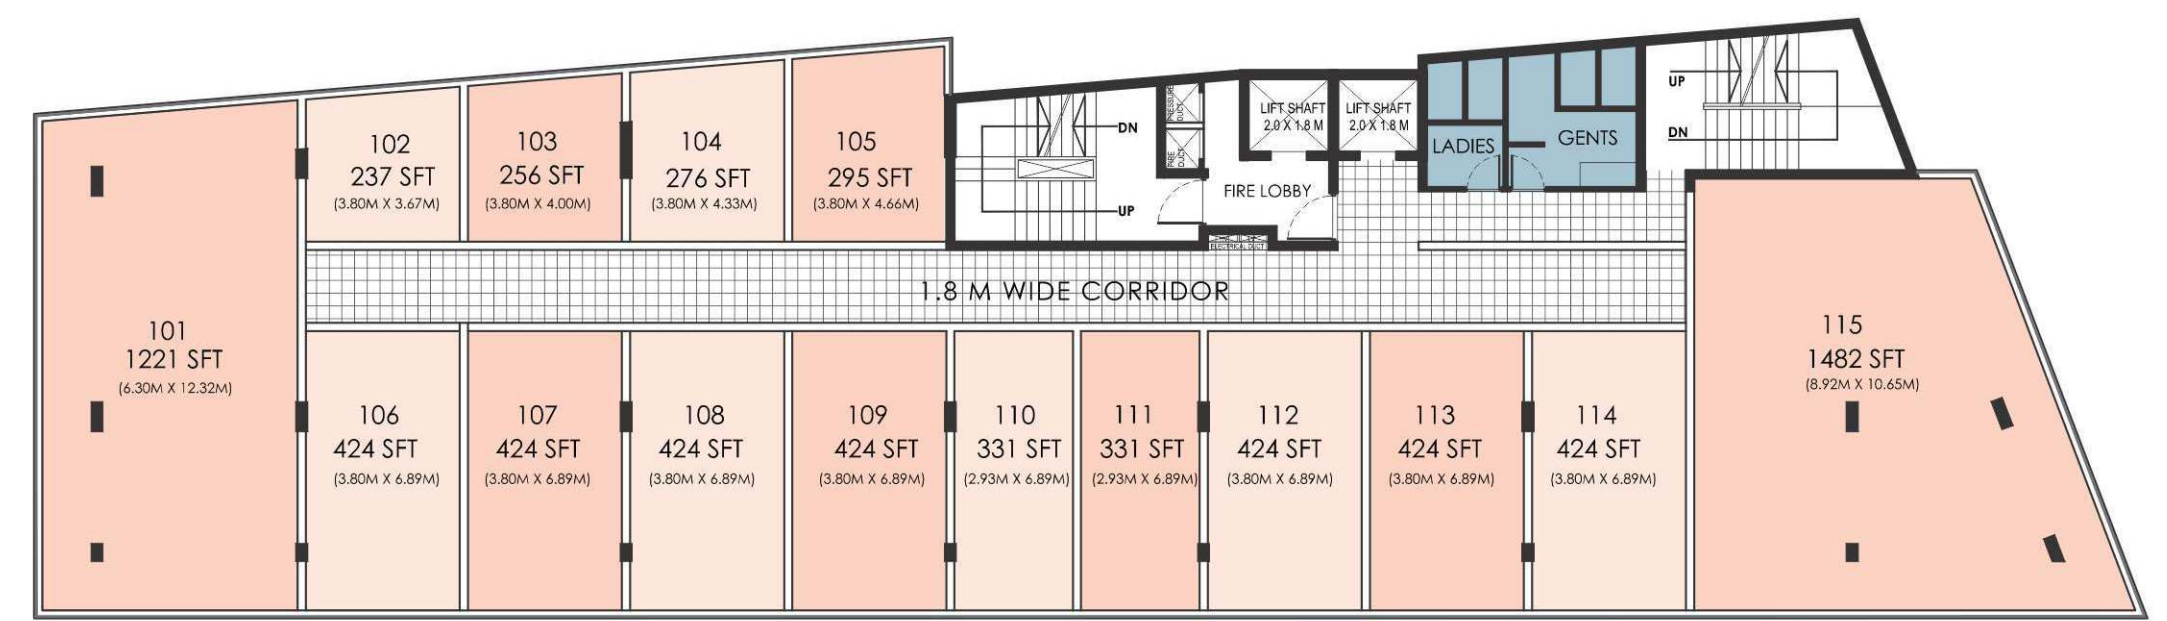 101
1221 SFT
(6.30M X 12.32M)
102
237 SFT
(3.80M X 3.67M)
103
256 SFT
(3.80M X 4.00M)
104
276 SFT
(3.80M X 4.33M)
105
295 SFT
(3.80M X 4.66M)
DN
UP
PRESSURE
DUCT
DUCT
LIFT SHAFT
2.0 X 1.8 M
LIFT SHAFT
2.0 X 1.8 M
FIRE LOBBY
ELECTRICAL DUCT
LADIES
GENTS
UP
DN
1.8 M WIDE CORRIDOR
106
424 SFT
(3.80M X 6.89M)
107
424 SFT
(3.80M X 6.89M)
108
424 SFT
(3.80M X 6.89M)
109
424 SFT
(3.80M X 6.89M)
110
331 SFT
(2.93M X 6.89M)
111
331 SFT
(2.93M X 6.89M)
112
424 SFT
(3.80M X 6.89M)
113
424 SFT
(3.80M X 6.89M)
114
424 SFT
(3.80M X 6.89M)
115
1482 SFT
(8.92M X 10.65M)